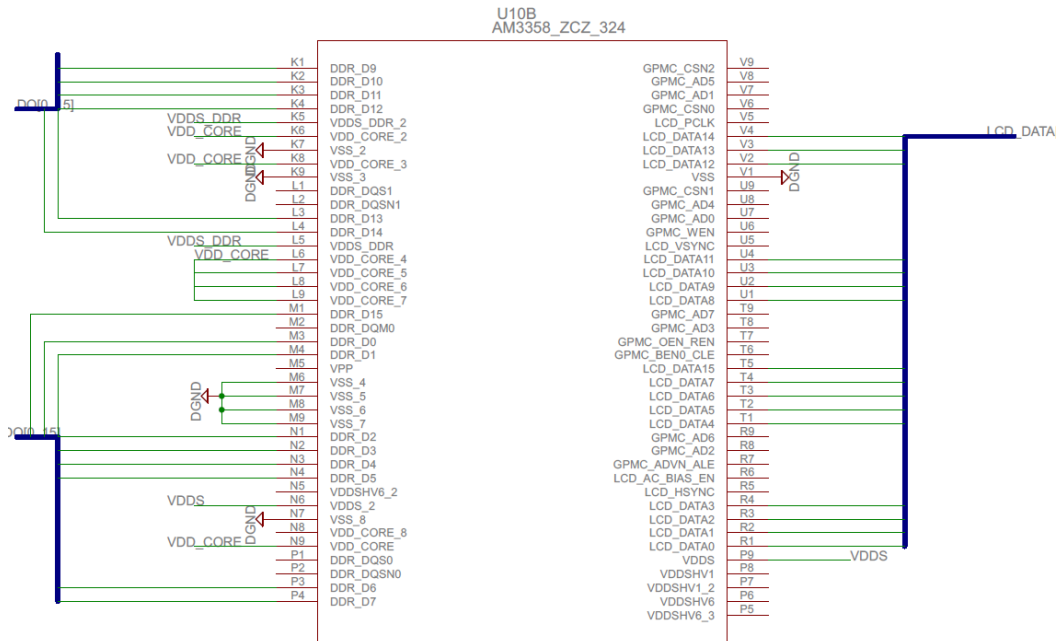 U10B
AM3358_ZCZ_324
K1 DDR_D9 GPMC_CSN2 V9
K2 DDR_D10 GPMC_AD5 V8
K3 DDR_D11 GPMC_AD1 V7
DQ[0..15] K4 DDR_D12 GPMC_CSN0 V6
VDDS_DDR K5 VDDS_DDR_2 LCD_PCLK V5
VDD_CORE K6 VDD_CORE_2 LCD_DATA14 V4 LCD_DATA
DGND K7 VSS_2 LCD_DATA13 V3
VDD_CORE K8 VDD_CORE_3 LCD_DATA12 V2
DGND K9 VSS_3 VSS V1 DGND
L1 DDR_DQS1 GPMC_CSN1 U9
L2 DDR_DQSN1 GPMC_AD4 U8
L3 DDR_D13 GPMC_AD0 U7
L4 DDR_D14 GPMC_WEN U6
VDDS_DDR L5 VDDS_DDR LCD_VSYNC U5
VDD_CORE L6 VDD_CORE_4 LCD_DATA11 U4
L7 VDD_CORE_5 LCD_DATA10 U3
L8 VDD_CORE_6 LCD_DATA9 U2
L9 VDD_CORE_7 LCD_DATA8 U1
M1 DDR_D15 GPMC_AD7 T9
M2 DDR_DQM0 GPMC_AD3 T8
M3 DDR_D0 GPMC_OEN_REN T7
M4 DDR_D1 GPMC_BEN0_CLE T6
M5 VPP LCD_DATA15 T5
M6 VSS_4 LCD_DATA7 T4
DGND M7 VSS_5 LCD_DATA6 T3
M8 VSS_6 LCD_DATA5 T2
M9 VSS_7 LCD_DATA4 T1
DQ[0..15] N1 DDR_D2 GPMC_AD6 R9
N2 DDR_D3 GPMC_AD2 R8
N3 DDR_D4 GPMC_ADVN_ALE R7
N4 DDR_D5 LCD_AC_BIAS_EN R6
N5 VDDSHV6_2 LCD_HSYNC R5
VDDS N6 VDDS_2 LCD_DATA3 R4
DGND N7 VSS_8 LCD_DATA2 R3
N8 VDD_CORE_8 LCD_DATA1 R2
VDD_CORE N9 VDD_CORE LCD_DATA0 R1
P1 DDR_DQS0 VDDS P9 VDDS
P2 DDR_DQSN0 VDDSHV1 P8
P3 DDR_D6 VDDSHV1_2 P7
P4 DDR_D7 VDDSHV6 P6
VDDSHV6_3 P5